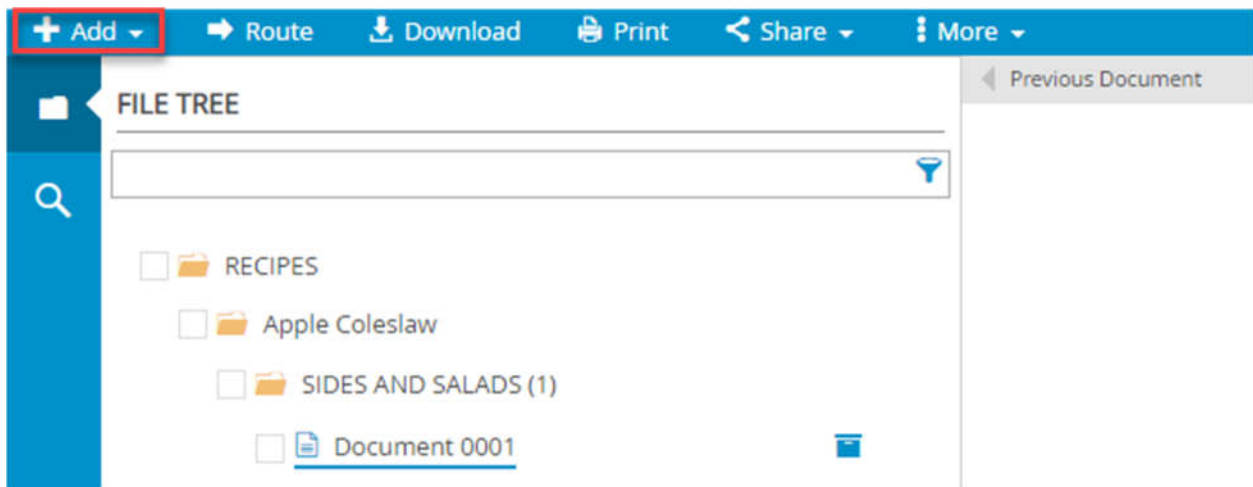 Add Route Download Print Share More
FILE TREE
Previous Document
RECIPES
Apple Coleslaw
SIDES AND SALADS (1)
Document 0001